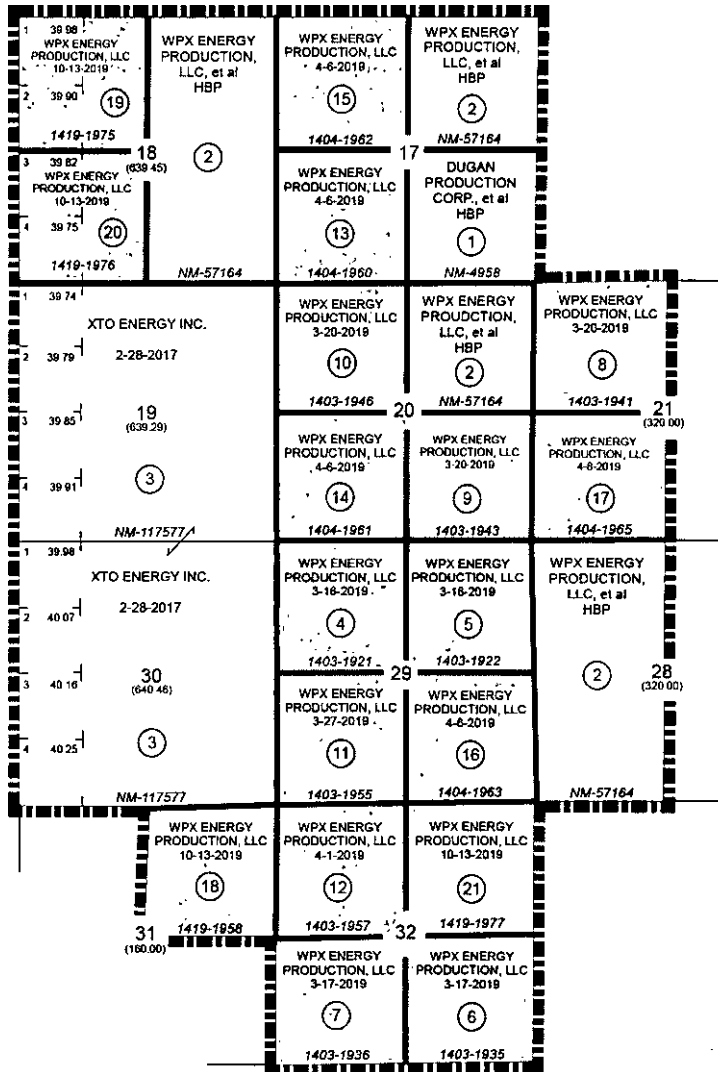 1 39 98
WPX ENERGY
PRODUCTION, LLC
10-13-2019
2 39 90
19
1419-1975
WPX ENERGY
PRODUCTION,
LLC, et al
HBP
2
NM-57164
18
(639 45)
3 39 82
WPX ENERGY
PRODUCTION, LLC
10-13-2019
4 39 75
20
1419-1976
WPX ENERGY
PRODUCTION, LLC
4-6-2019
15
1404-1962
WPX ENERGY
PRODUCTION,
LLC, et al
HBP
2
NM-57164
17
WPX ENERGY
PRODUCTION, LLC
4-6-2019
13
1404-1960
DUGAN
PRODUCTION
CORP., et al
HBP
1
NM-4958
1 39 74
XTO ENERGY INC.
2 39 79
2-28-2017
3 39 85
19
(639.29)
4 39 91
3
NM-117577
WPX ENERGY
PRODUCTION, LLC
3-20-2019
10
1403-1946
WPX ENERGY
PROUDCTION,
LLC, et al
HBP
2
NM-57164
20
WPX ENERGY
PRODUCTION, LLC
4-6-2019
14
1404-1961
WPX ENERGY
PRODUCTION, LLC
3-20-2019
9
1403-1943
WPX ENERGY
PRODUCTION, LLC
3-20-2019
8
1403-1941
21
(320 00)
WPX ENERGY
PRODUCTION, LLC
17
1404-1965
1 39.98
XTO ENERGY INC.
2 40 07
2-28-2017
3 40 16
30
(640 46)
4 40 25
3
NM-117577
WPX ENERGY
PRODUCTION, LLC
3-16-2019
4
1403-1921
WPX ENERGY
PRODUCTION, LLC
3-16-2019
5
1403-1922
29
WPX ENERGY
PRODUCTION, LLC
3-27-2019
11
1403-1955
WPX ENERGY
PRODUCTION, LLC
4-6-2019
16
1404-1963
WPX ENERGY
PRODUCTION,
LLC, et al
HBP
2
28
(320 00)
NM-57164
WPX ENERGY
PRODUCTION, LLC
10-13-2019
18
1419-1958
31
(160.00)
WPX ENERGY
PRODUCTION, LLC
4-1-2019
12
1403-1957
WPX ENERGY
PRODUCTION, LLC
10-13-2019
21
1419-1977
32
WPX ENERGY
PRODUCTION, LLC
3-17-2019
7
1403-1936
WPX ENERGY
PRODUCTION, LLC
3-17-2019
6
1403-1935